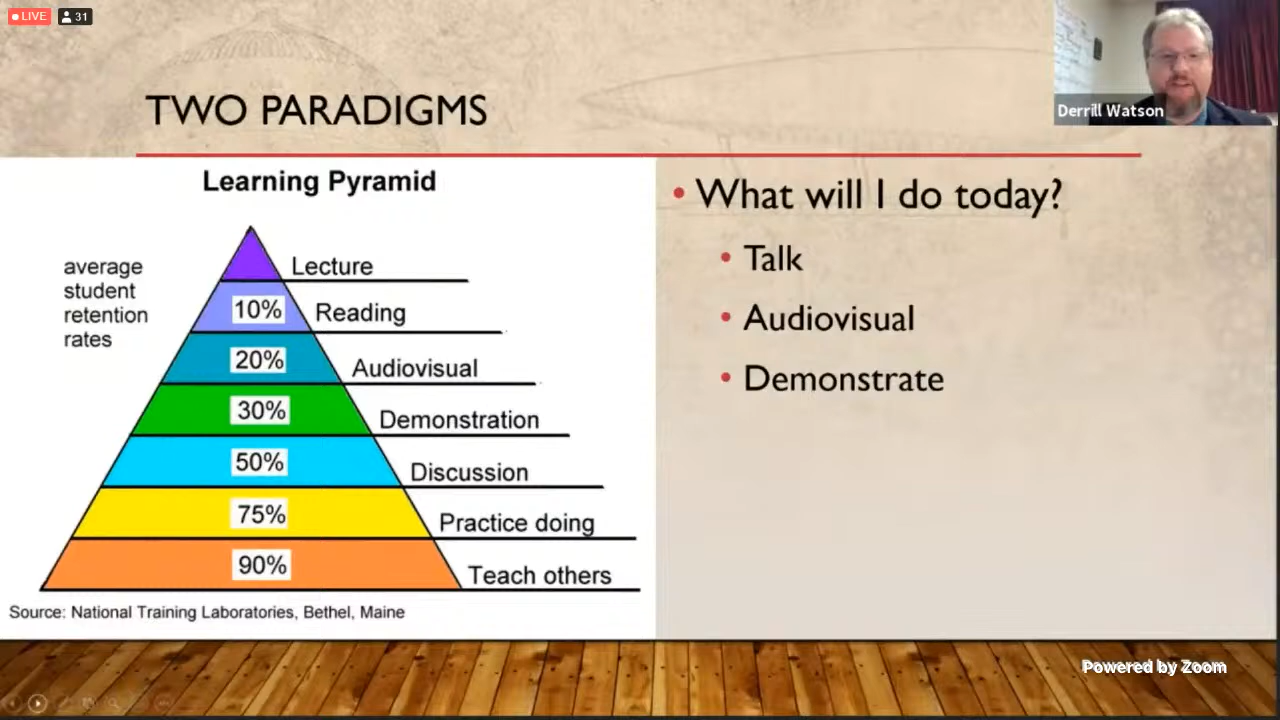 LIVE 31
Derrill Watson
TWO PARADIGMS
Learning Pyramid
average
student
retention
rates
Lecture
10% Reading
20% Audiovisual
30% Demonstration
50% Discussion
75% Practice doing
90% Teach others
Source: National Training Laboratories, Bethel, Maine
• What will I do today?
• Talk
• Audiovisual
• Demonstrate
Powered by Zoom